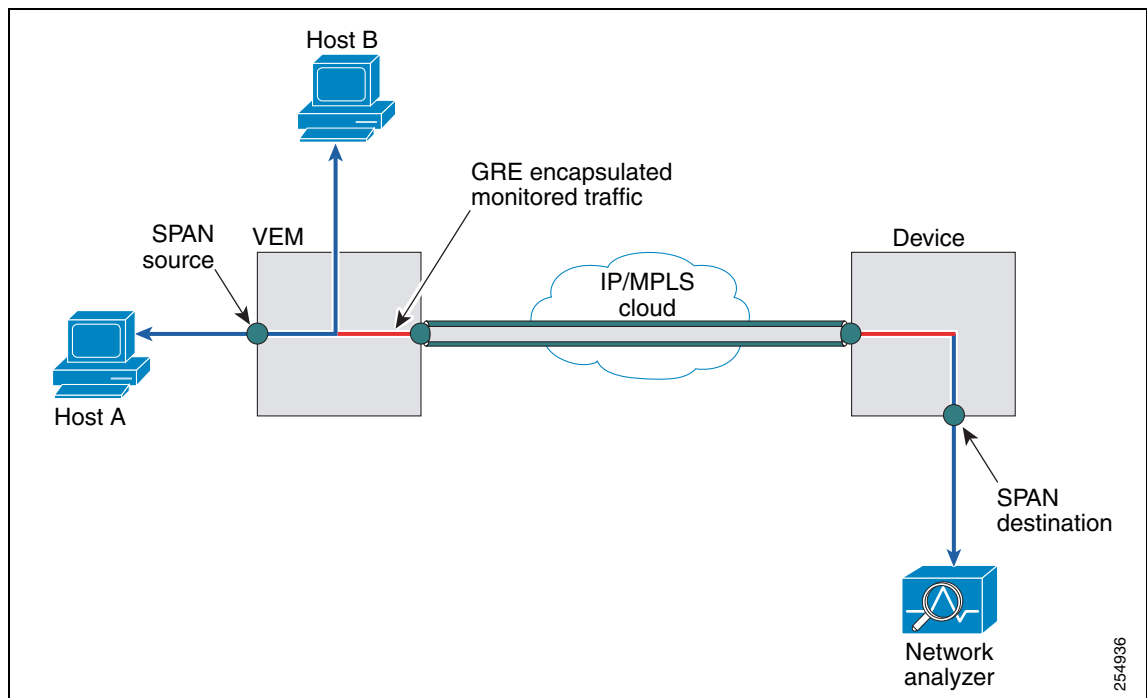 Host B
GRE encapsulated
monitored traffic
SPAN
source
VEM
Device
IP/MPLS
cloud
Host A
SPAN
destination
Network
analyzer
254936